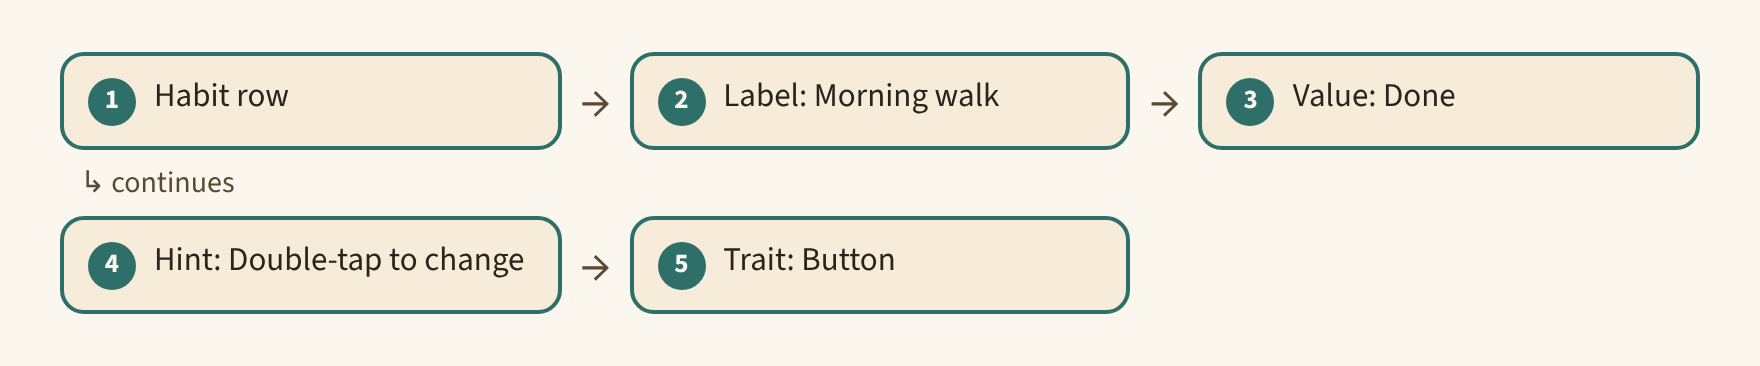 1 Habit row → 2 Label: Morning walk → 3 Value: Done
↳ continues
4 Hint: Double-tap to change → 5 Trait: Button